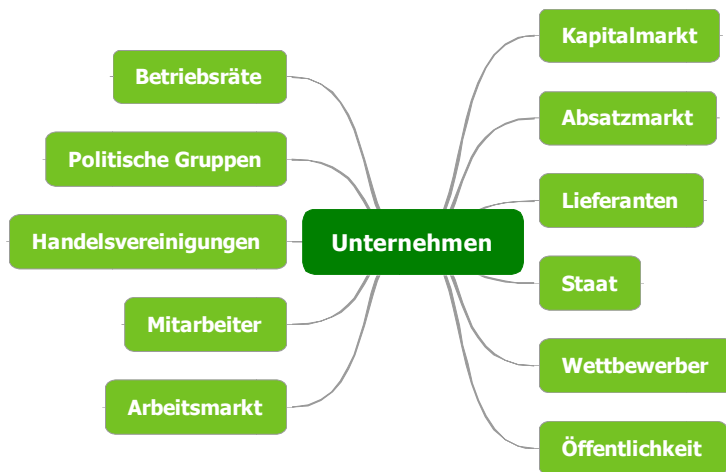 Betriebsräte
Politische Gruppen
Handelsvereinigungen
Mitarbeiter
Arbeitsmarkt
Unternehmen
Kapitalmarkt
Absatzmarkt
Lieferanten
Staat
Wettbewerber
Öffentlichkeit